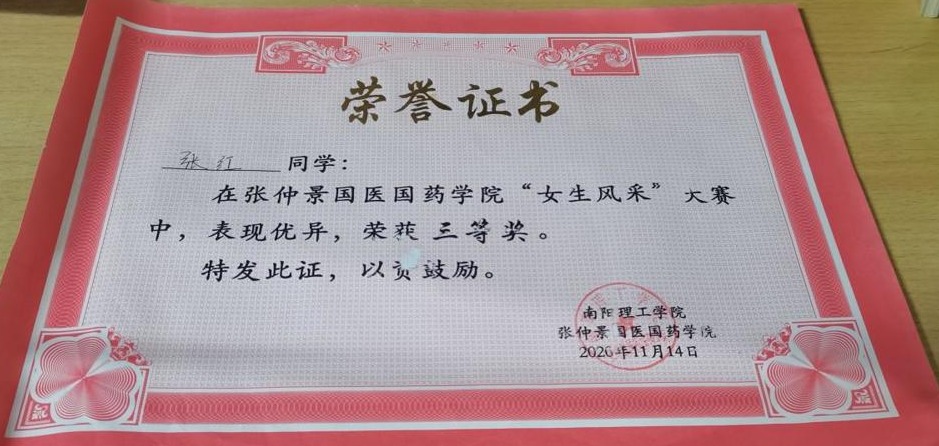 荣誉证书
张红 同学：
在张仲景国医国药学院“女生风采”大赛
中，表现优异，荣获三等奖。
特发此证，以资鼓励。
南阳理工学院
张仲景国医国药学院
2020年11月14日